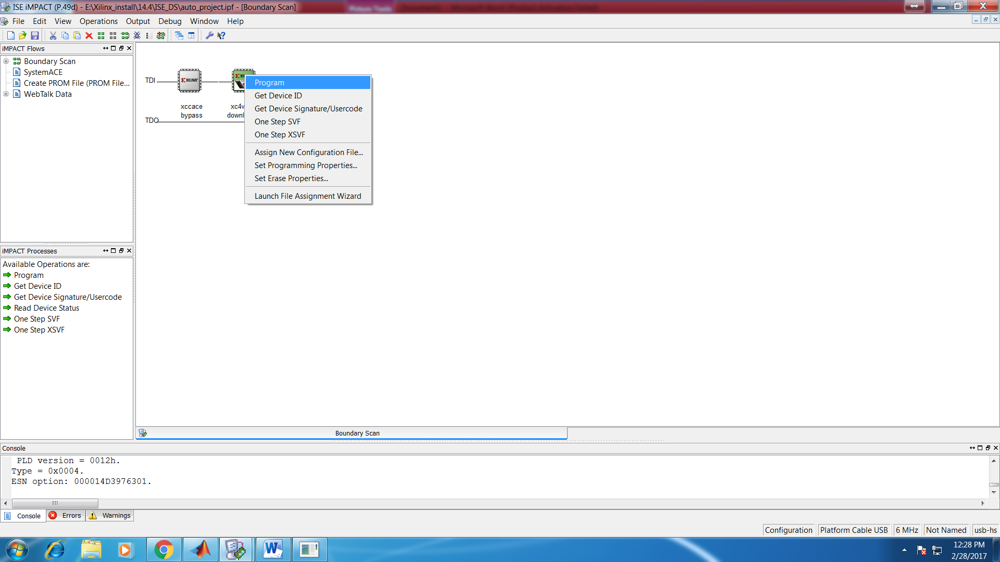 ISE iMPACT (P.49d) - E:\Xilinx_install\14.4\ISE_DS\auto_project.ipf - [Boundary Scan]
File Edit View Operations Output Debug Window Help
iMPACT Flows
Boundary Scan
SystemACE
Create PROM File (PROM File...
WebTalk Data
TDI
XILINX
xccace
bypass
TDO
Program
Get Device ID
Get Device Signature/Usercode
One Step SVF
One Step XSVF
Assign New Configuration File...
Set Programming Properties...
Set Erase Properties...
Launch File Assignment Wizard
iMPACT Processes
Available Operations are:
Program
Get Device ID
Get Device Signature/Usercode
Read Device Status
One Step SVF
One Step XSVF
Boundary Scan
Console
PLD version = 0012h.
Type = 0x0004.
ESN option: 000014D3976301.
Console Errors Warnings
Configuration Platform Cable USB 6 MHz Not Named usb-hs
12:28 PM
2/28/2017